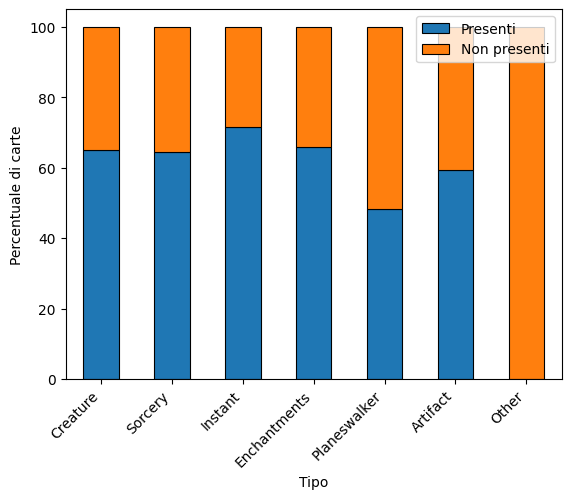 Presenti
Non presenti
Percentuale di carte
100
80
60
40
20
0
Creature
Sorcery
Instant
Enchantments
Planeswalker
Artifact
Other
Tipo